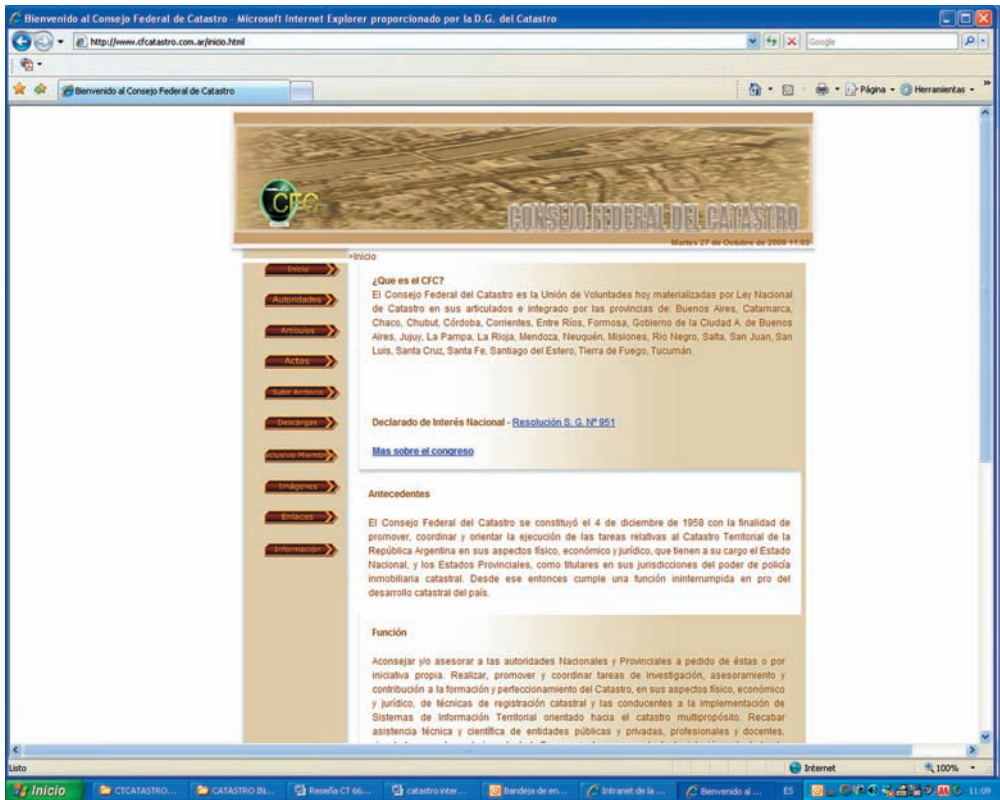 Bienvenido al Consejo Federal de Catastro - Microsoft Internet Explorer proporcionado por la D.G. del Catastro
http://www.cfcatastro.com.ar/inicio.html
Google
Bienvenido al Consejo Federal de Catastro
Página
Herramientas
CFC
CONSEJO FEDERAL DEL CATASTRO
Martes 27 de Octubre de 2009 11:02
>Inicio
Inicio
Autoridades
Artículos
Actas
Subir Archivos
Descargas
clusivo Miembro
Imágenes
Enlaces
Información
¿Que es el CFC?
El Consejo Federal del Catastro es la Unión de Voluntades hoy materializadas por Ley Nacional
de Catastro en sus articulados e integrado por las provincias de: Buenos Aires, Catamarca,
Chaco, Chubut, Córdoba, Corrientes, Entre Ríos, Formosa, Gobierno de la Ciudad A. de Buenos
Aires, Jujuy, La Pampa, La Rioja, Mendoza, Neuquén, Misiones, Rio Negro, Salta, San Juan, San
Luis, Santa Cruz, Santa Fe, Santiago del Estero, Tierra de Fuego, Tucumán.
Declarado de Interés Nacional - Resolución S. G. Nº 951
Mas sobre el congreso
Antecedentes
El Consejo Federal del Catastro se constituyó el 4 de diciembre de 1958 con la finalidad de
promover, coordinar y orientar la ejecución de las tareas relativas al Catastro Territorial de la
República Argentina en sus aspectos físico, económico y jurídico, que tienen a su cargo el Estado
Nacional, y los Estados Provinciales, como titulares en sus jurisdicciones del poder de policía
inmobiliaria catastral. Desde ese entonces cumple una función ininterrumpida en pro del
desarrollo catastral del país.
Función
Aconsejar y/o asesorar a las autoridades Nacionales y Provinciales a pedido de éstas o por
iniciativa propia. Realizar, promover y coordinar tareas de investigación, asesoramiento y
contribución a la formación y perfeccionamiento del Catastro, en sus aspectos físico, económico
y jurídico, de técnicas de registración catastral y las conducentes a la implementación de
Sistemas de Información Territorial orientado hacia el catastro multipropósito. Recabar
asistencia técnica y científica de entidades públicas y privadas, profesionales y docentes,
Listo
Internet
100%
Inicio
CTCATASTRO...
CATASTRO IN...
Reseña CT 66...
catastro inter...
Bandeja de en...
Intranet de la ...
Bienvenido al ...
ES
11:09